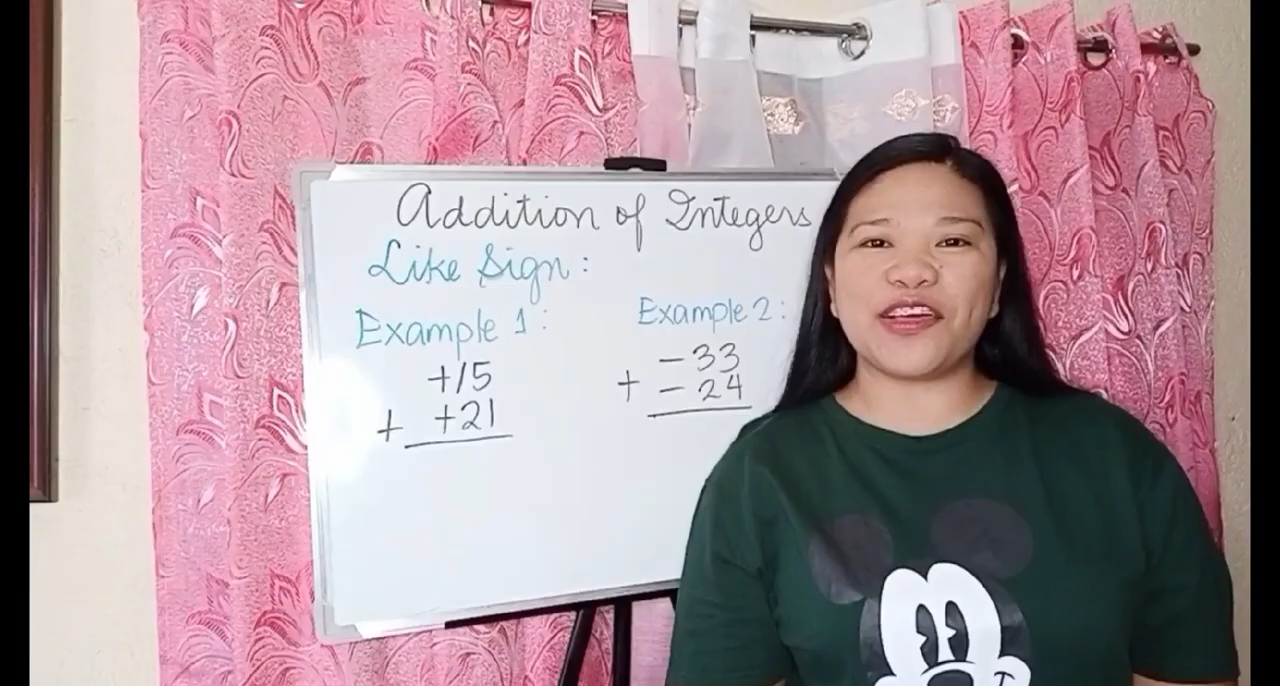 Addition of Integers
Like Sign:
Example 1:
+15
+ +21
Example 2:
-33
+ -24